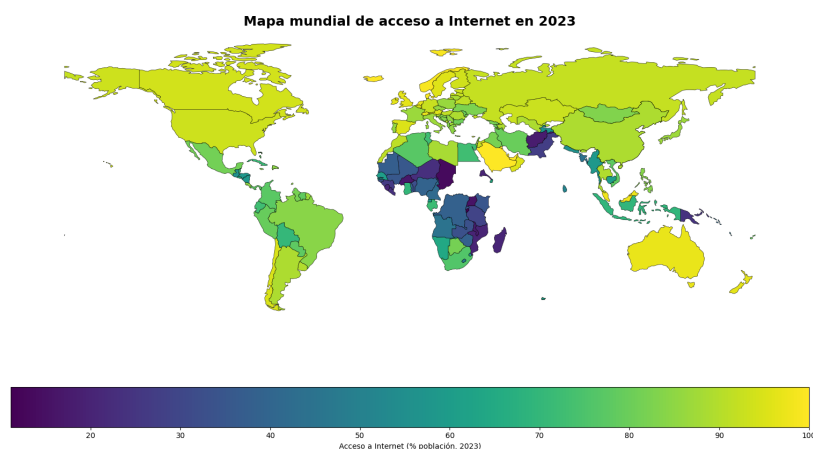 Mapa mundial de acceso a Internet en 2023
20 30 40 50 60 70 80 90 100
Acceso a Internet (% población, 2023)